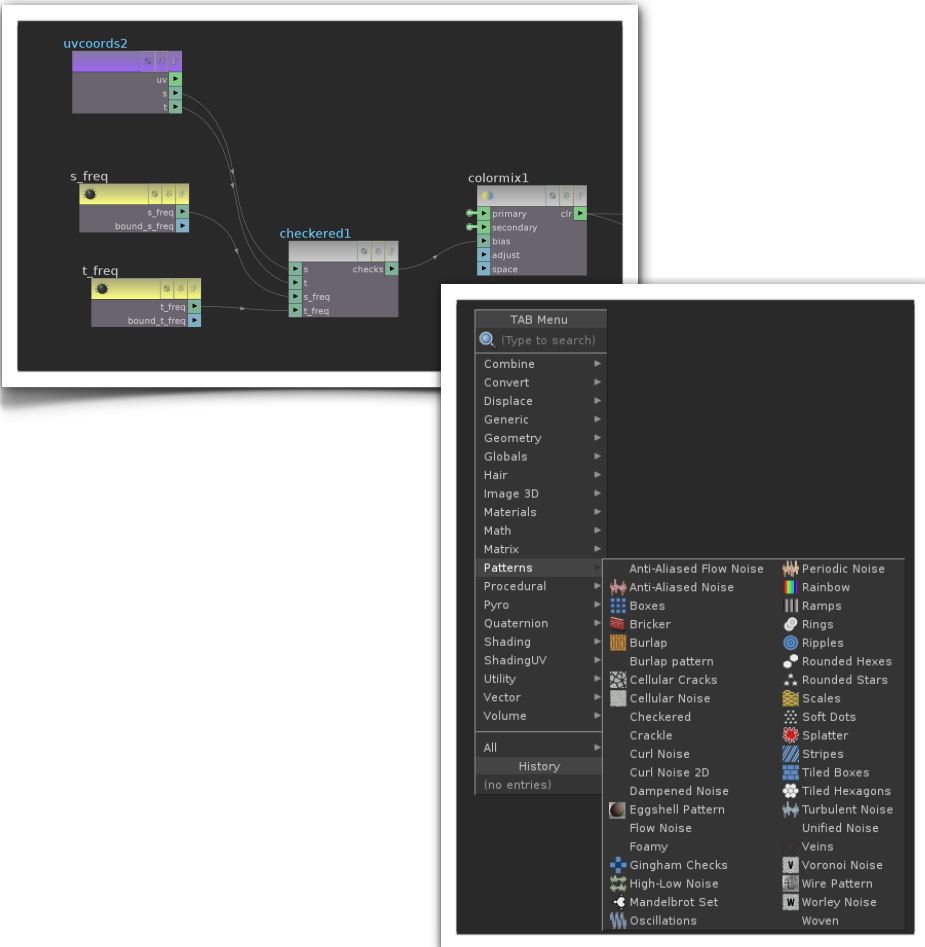 uvcoords2
uv
s
t
s_freq
s_freq
bound_s_freq
t_freq
t_freq
bound_t_freq
checkered1
s checks
t
s_freq
t_freq
colormix1
primary clr
secondary
bias
adjust
space
TAB Menu
(Type to search)
Combine
Convert
Displace
Generic
Geometry
Globals
Hair
Image 3D
Materials
Math
Matrix
Patterns
Procedural
Pyro
Quaternion
Shading
ShadingUV
Utility
Vector
Volume
All
History
(no entries)
Anti-Aliased Flow Noise
Anti-Aliased Noise
Boxes
Bricker
Burlap
Burlap pattern
Cellular Cracks
Cellular Noise
Checkered
Crackle
Curl Noise
Curl Noise 2D
Dampened Noise
Eggshell Pattern
Flow Noise
Foamy
Gingham Checks
High-Low Noise
Mandelbrot Set
Oscillations
Periodic Noise
Rainbow
Ramps
Rings
Ripples
Rounded Hexes
Rounded Stars
Scales
Soft Dots
Splatter
Stripes
Tiled Boxes
Tiled Hexagons
Turbulent Noise
Unified Noise
Veins
V Voronoi Noise
Wire Pattern
W Worley Noise
Woven